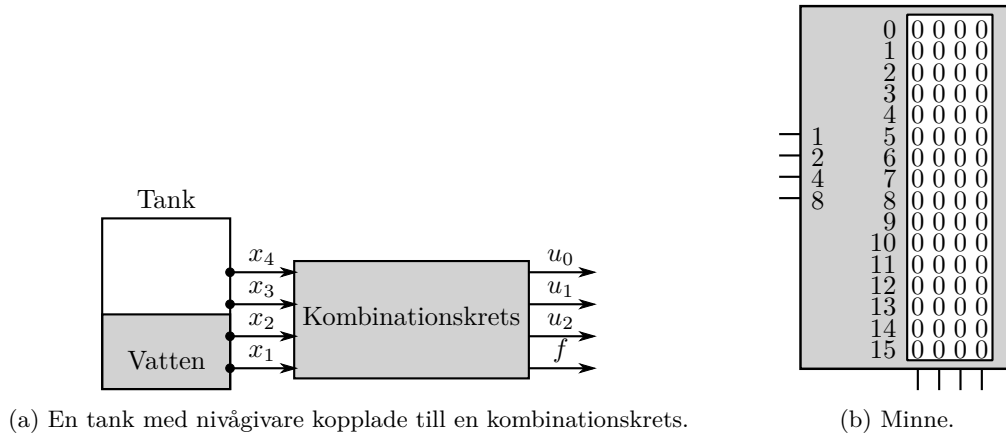 Tank
Vatten
x₄
x₃
x₂
x₁
Kombinationskrets
u₀
u₁
u₂
f
(a) En tank med nivågivare kopplade till en kombinationskrets.
1
2
4
8
0 0 0 0 0
1 0 0 0 0
2 0 0 0 0
3 0 0 0 0
4 0 0 0 0
5 0 0 0 0
6 0 0 0 0
7 0 0 0 0
8 0 0 0 0
9 0 0 0 0
10 0 0 0 0
11 0 0 0 0
12 0 0 0 0
13 0 0 0 0
14 0 0 0 0
15 0 0 0 0
(b) Minne.